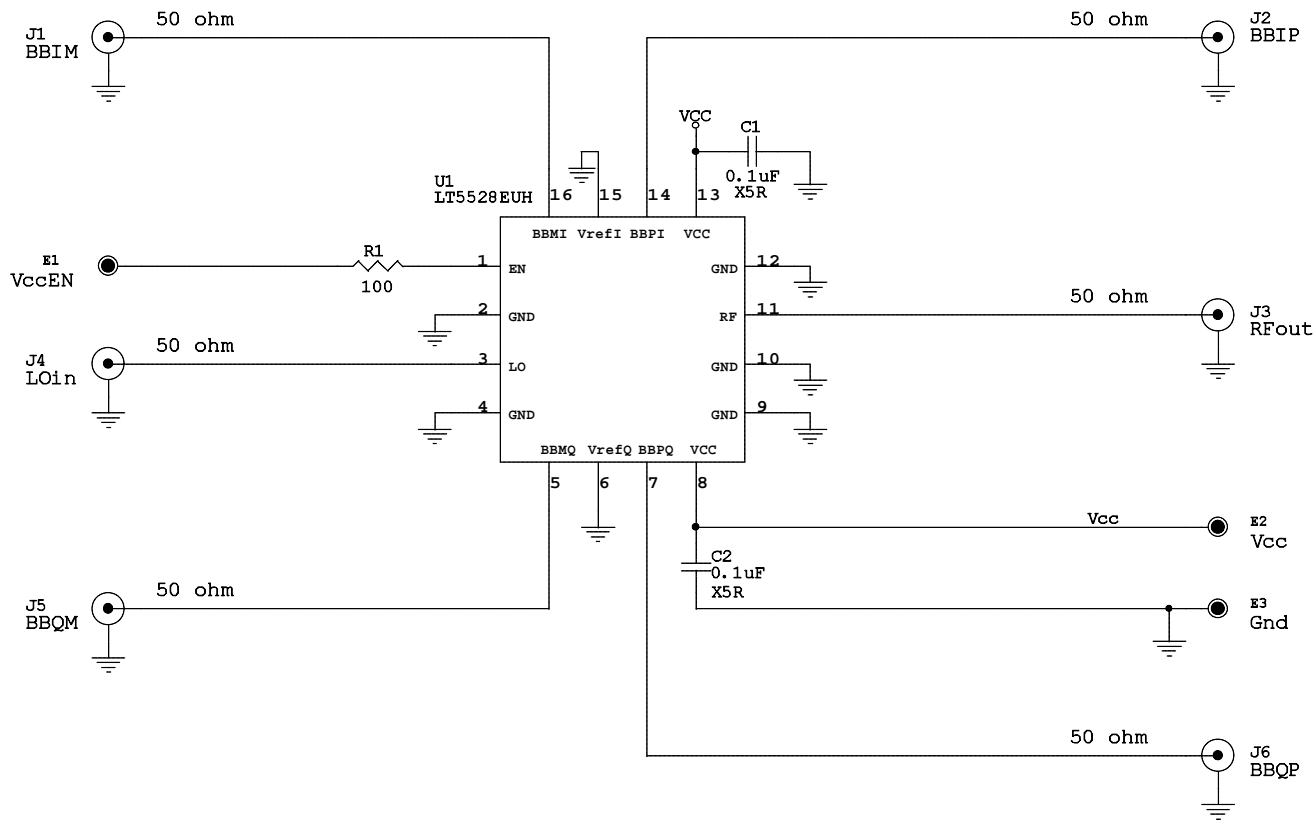 J1
BBIM
50 ohm
50 ohm
J2
BBIP
VCC
C1
0.1uF
X5R
U1
LT5528EUH
16
15
14
13
BBMI
VrefI
BBPI
VCC
E1
VccEN
R1
100
1
EN
GND
12
2
GND
RF
11
50 ohm
J3
RFout
J4
LOin
50 ohm
3
LO
GND
10
4
GND
GND
9
BBMQ
VrefQ
BBPQ
VCC
5
6
7
8
Vcc
E2
Vcc
C2
0.1uF
X5R
J5
BBQM
50 ohm
E3
Gnd
50 ohm
J6
BBQP